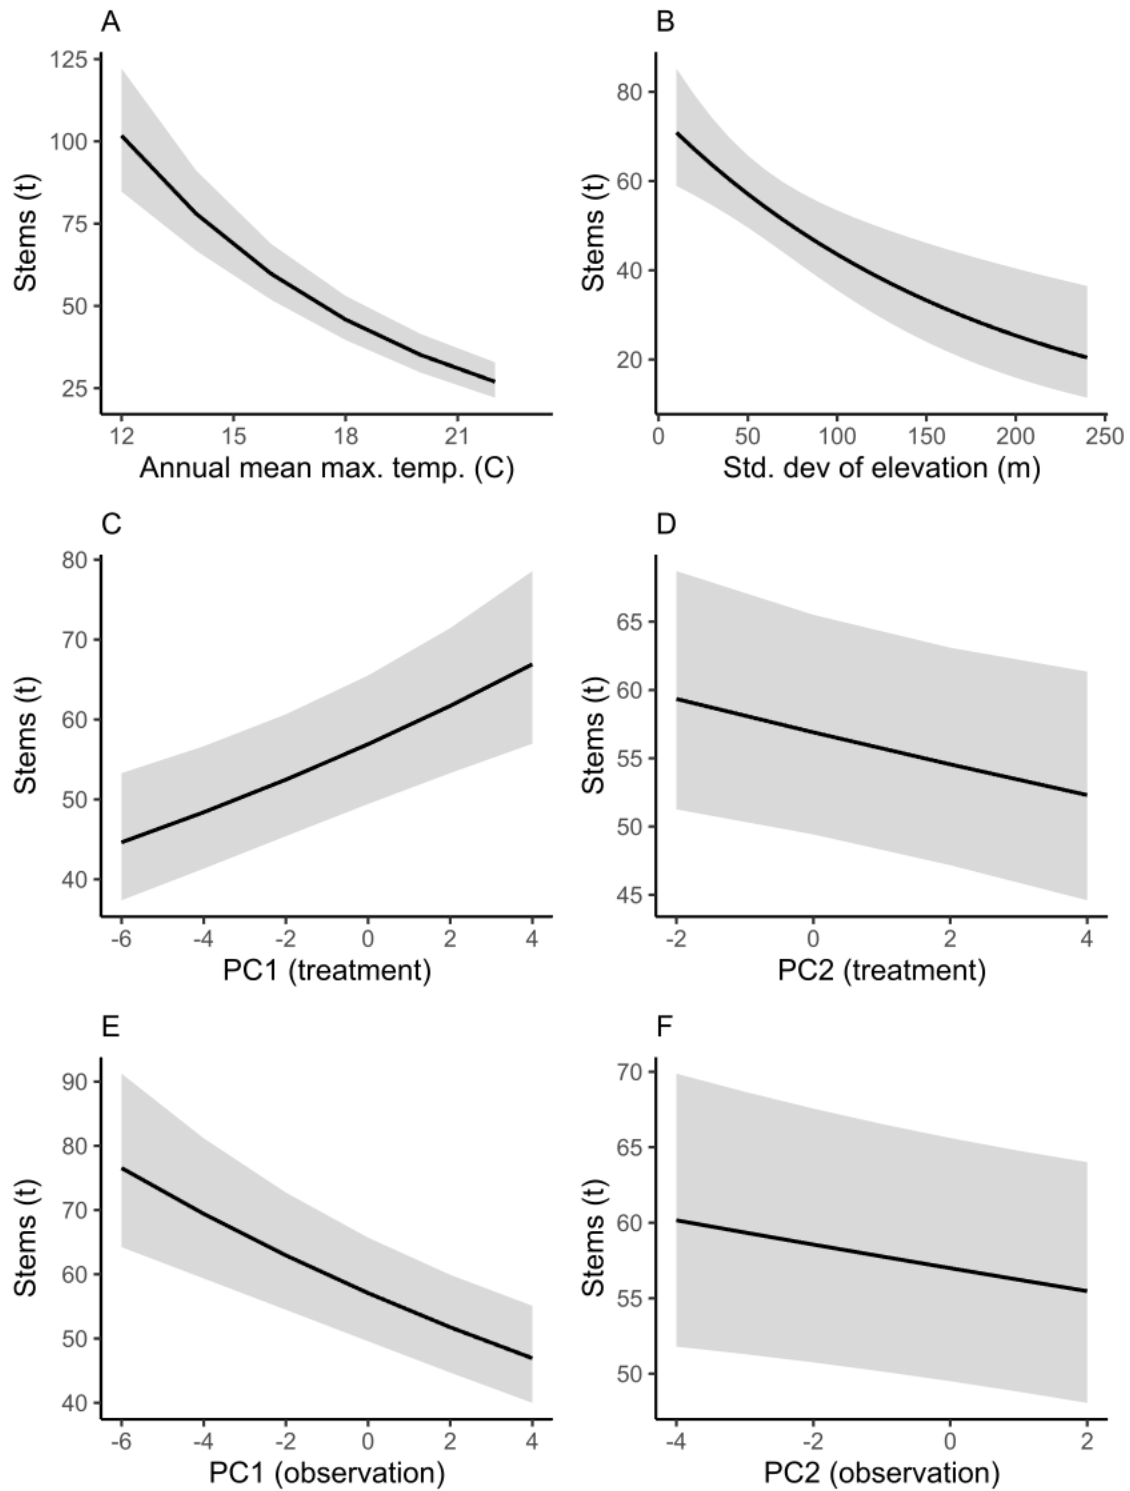 A
Stems (t)
125
100
75
50
25
12 15 18 21
Annual mean max. temp. (C)
B
Stems (t)
80
60
40
20
0 50 100 150 200 250
Std. dev of elevation (m)
C
Stems (t)
80
70
60
50
40
-6 -4 -2 0 2 4
PC1 (treatment)
D
Stems (t)
65
60
55
50
45
-2 0 2 4
PC2 (treatment)
E
Stems (t)
90
80
70
60
50
40
-6 -4 -2 0 2 4
PC1 (observation)
F
Stems (t)
70
65
60
55
50
-4 -2 0 2
PC2 (observation)